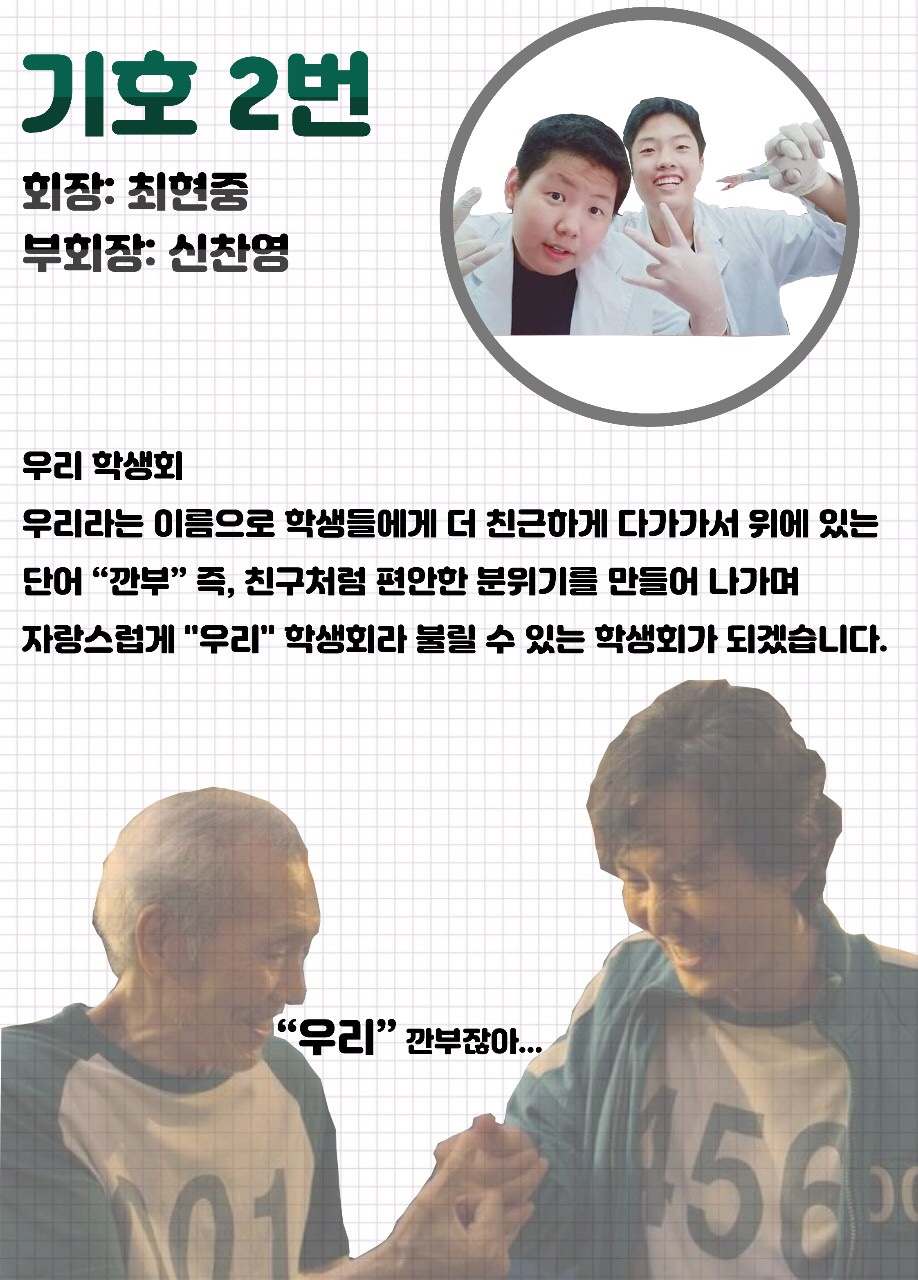 기호 2번
회장: 최현중
부회장: 신찬영
우리 학생회
우리라는 이름으로 학생들에게 더 친근하게 다가가서 위에 있는
단어 “깐부” 즉, 친구처럼 편안한 분위기를 만들어 나가며
자랑스럽게 "우리" 학생회라 불릴 수 있는 학생회가 되겠습니다.
“우리” 깐부잖아...
001
456